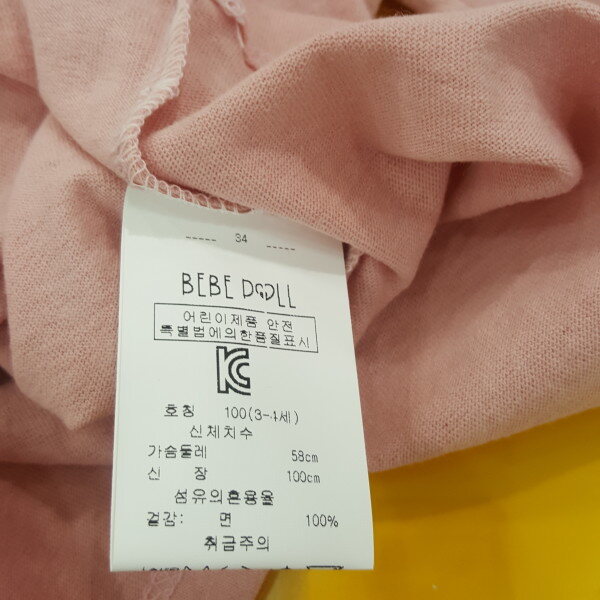 ----- 34 -----
BEBE DOLL
어린이제품 안전
특별법에의한품질표시
KC
호칭 100(3-4세)
신체치수
가슴둘레 58cm
신 장 100cm
섬유의혼용율
겉감: 면 100%
취급주의